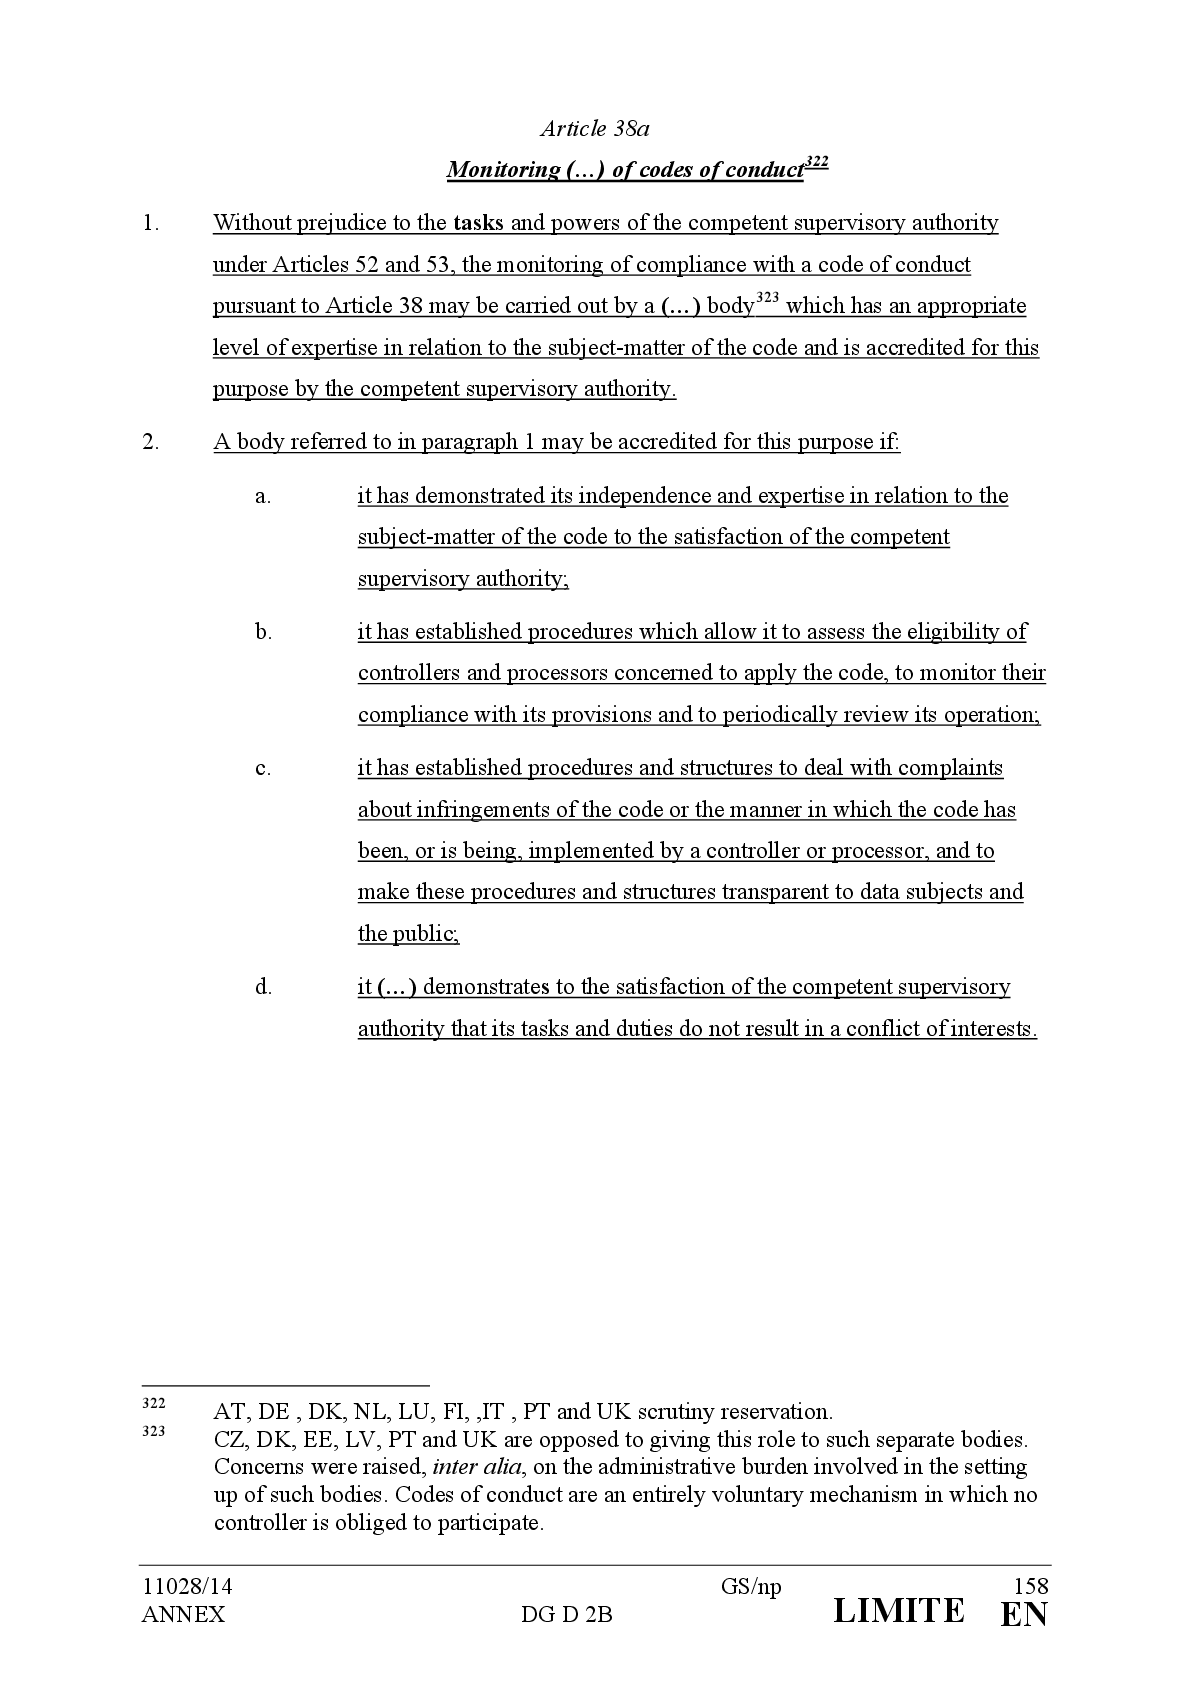 Article 38a
Monitoring (…) of codes of conduct322
1. Without prejudice to the tasks and powers of the competent supervisory authority
under Articles 52 and 53, the monitoring of compliance with a code of conduct
pursuant to Article 38 may be carried out by a (…) body323 which has an appropriate
level of expertise in relation to the subject-matter of the code and is accredited for this
purpose by the competent supervisory authority.
2. A body referred to in paragraph 1 may be accredited for this purpose if:
a. it has demonstrated its independence and expertise in relation to the
subject-matter of the code to the satisfaction of the competent
supervisory authority;
b. it has established procedures which allow it to assess the eligibility of
controllers and processors concerned to apply the code, to monitor their
compliance with its provisions and to periodically review its operation;
c. it has established procedures and structures to deal with complaints
about infringements of the code or the manner in which the code has
been, or is being, implemented by a controller or processor, and to
make these procedures and structures transparent to data subjects and
the public;
d. it (…) demonstrates to the satisfaction of the competent supervisory
authority that its tasks and duties do not result in a conflict of interests.
322 AT, DE , DK, NL, LU, FI, ,IT , PT and UK scrutiny reservation.
323 CZ, DK, EE, LV, PT and UK are opposed to giving this role to such separate bodies.
Concerns were raised, inter alia, on the administrative burden involved in the setting
up of such bodies. Codes of conduct are an entirely voluntary mechanism in which no
controller is obliged to participate.
11028/14 GS/np 158
ANNEX DG D 2B LIMITE EN